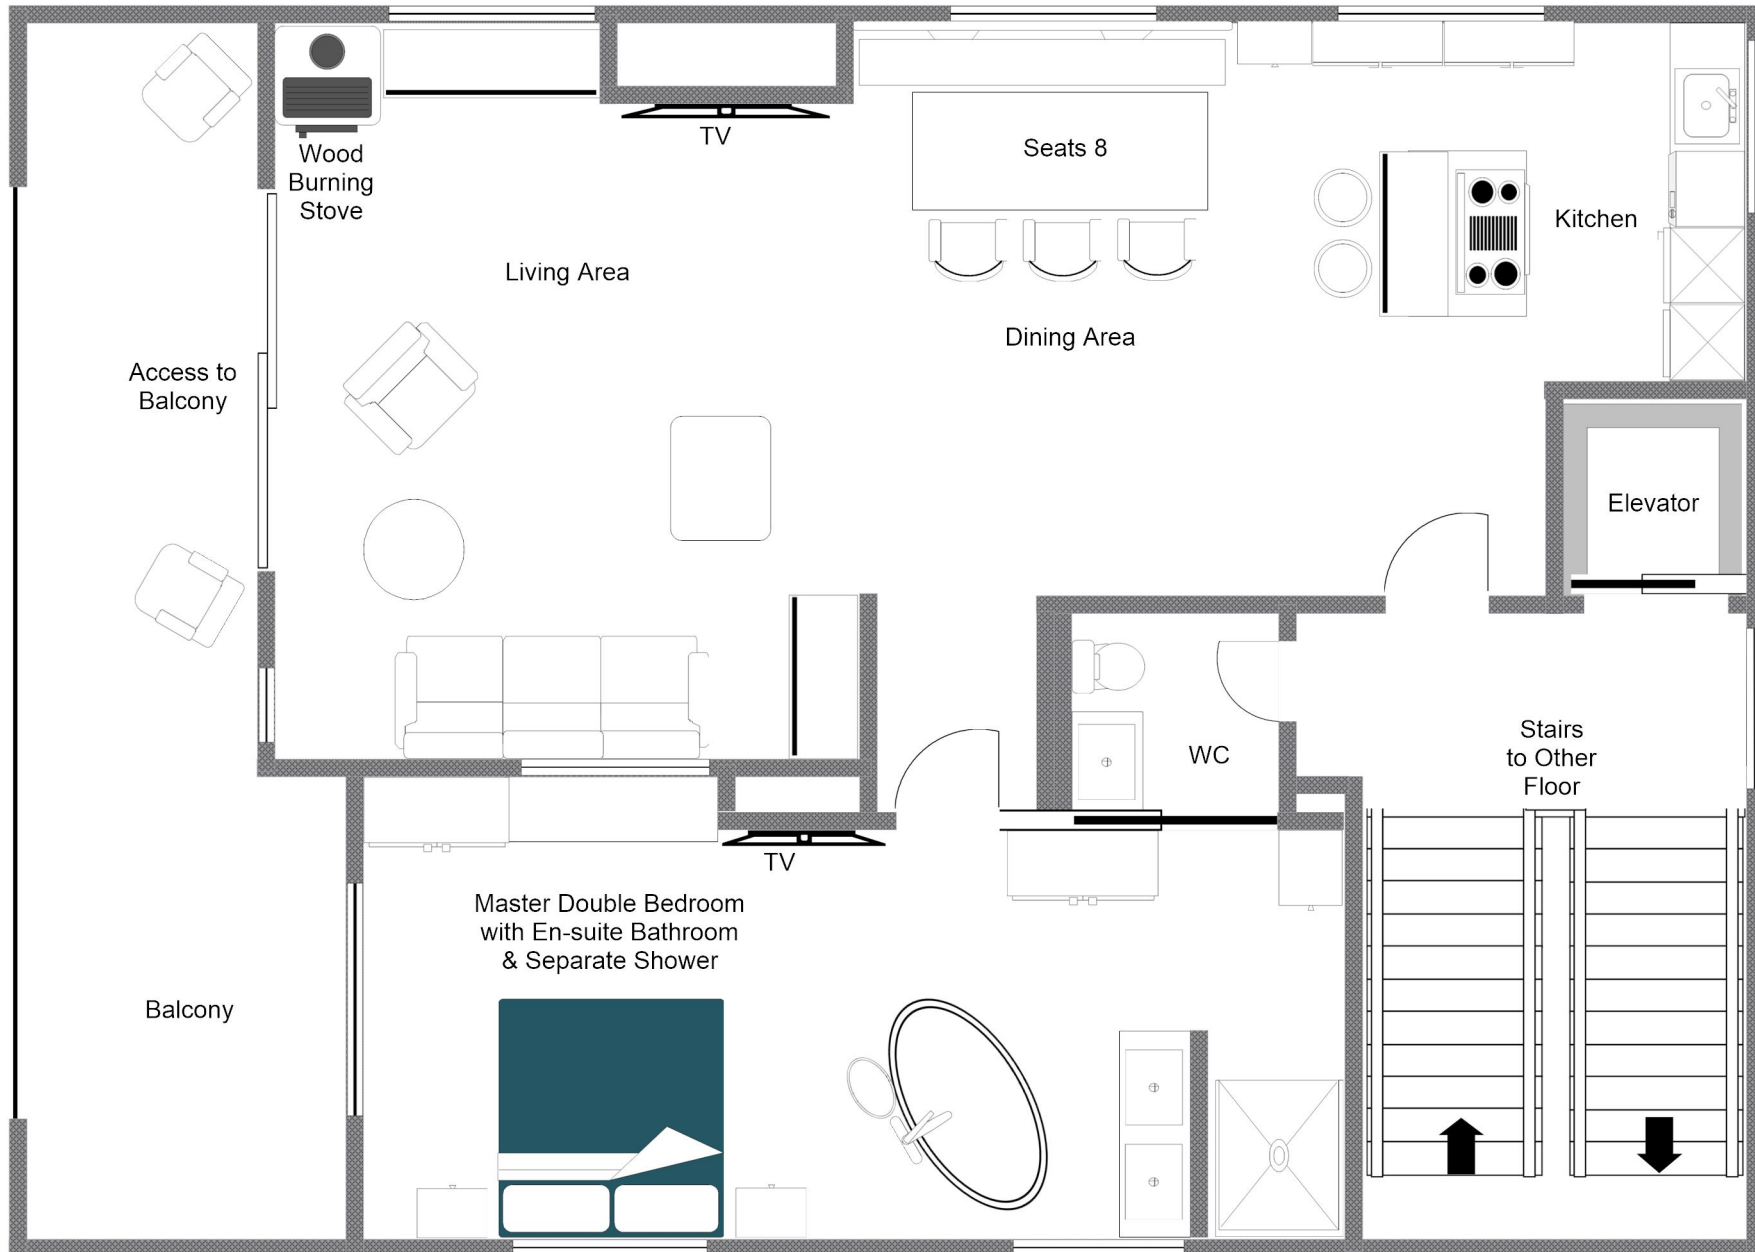 TV
Wood
Burning
Stove
Seats 8
Kitchen
Living Area
Dining Area
Access to
Balcony
Elevator
Stairs
to Other
Floor
WC
TV
Master Double Bedroom
with En-suite Bathroom
& Separate Shower
Balcony